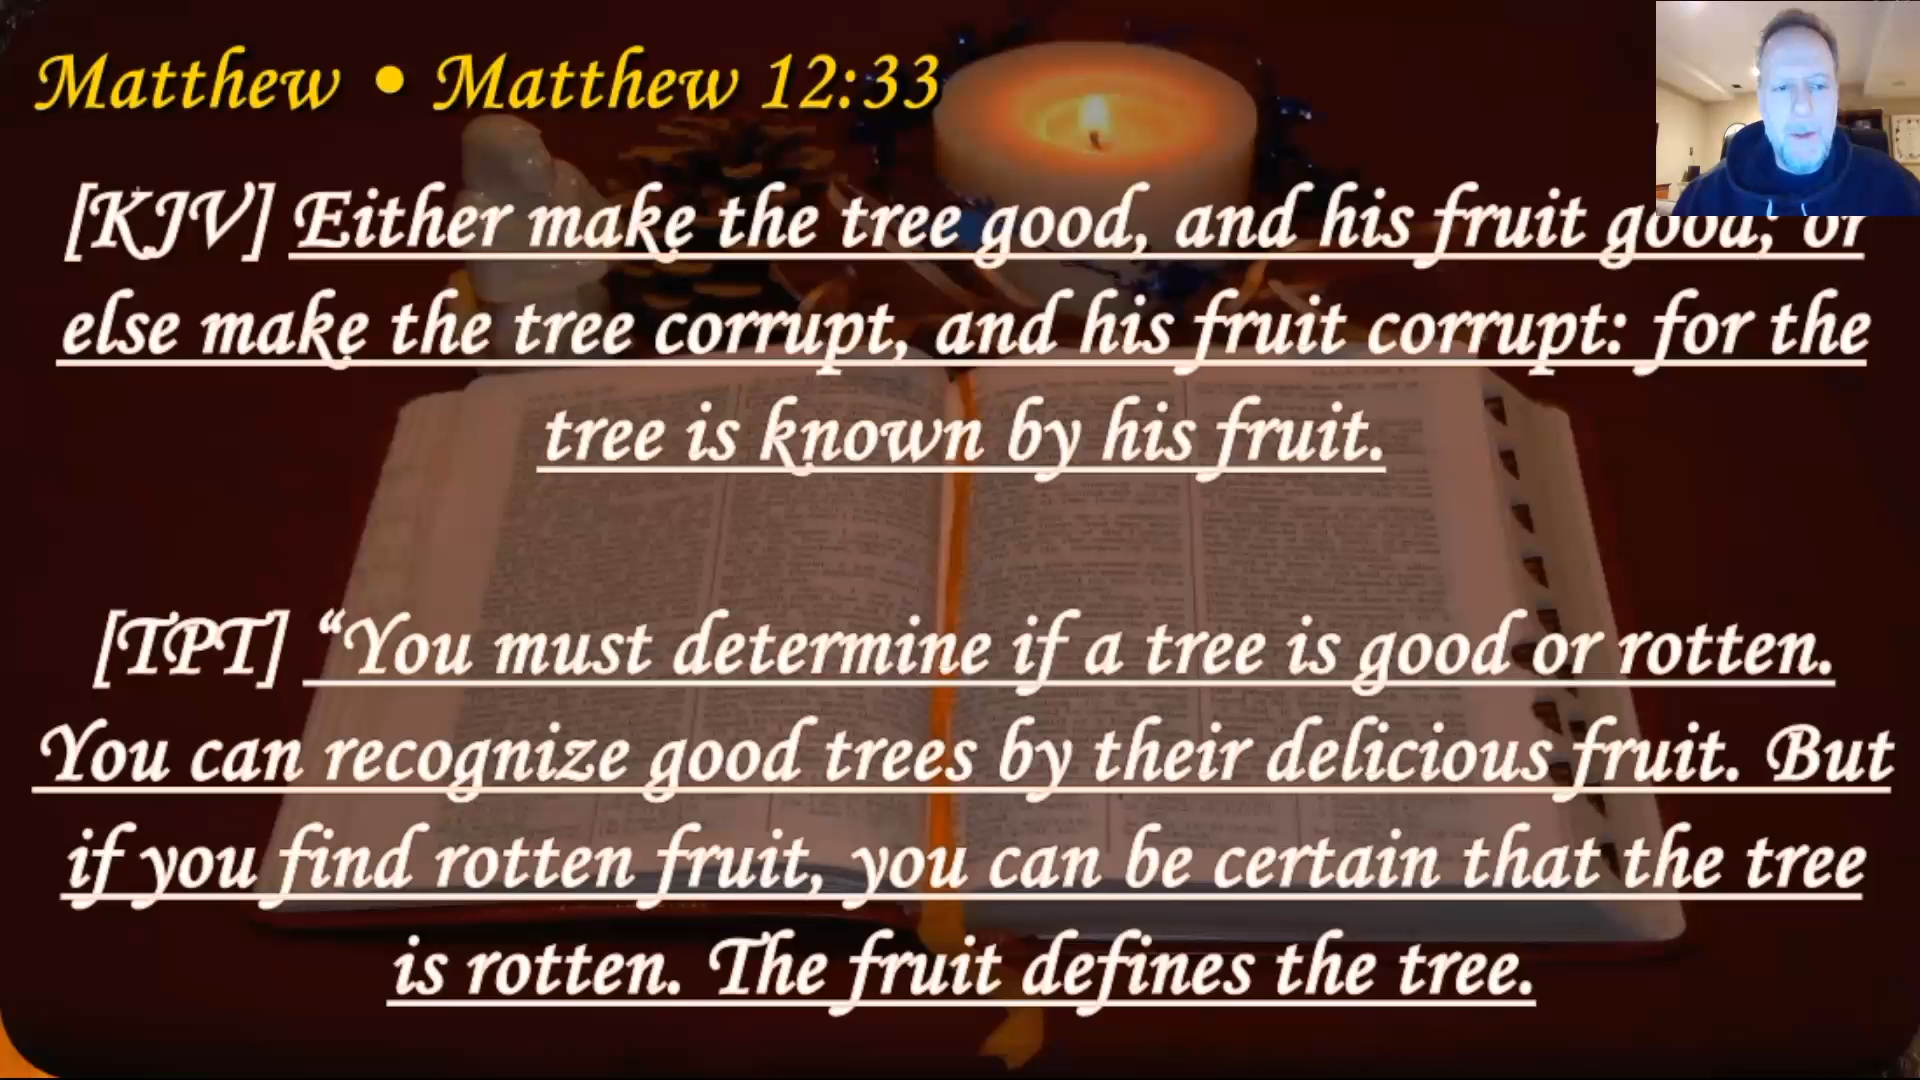 Matthew • Matthew 12:33
[KJV] Either make the tree good, and his fruit good; or
else make the tree corrupt, and his fruit corrupt: for the
tree is known by his fruit.
[TPT] “You must determine if a tree is good or rotten.
You can recognize good trees by their delicious fruit. But
if you find rotten fruit, you can be certain that the tree
is rotten. The fruit defines the tree.